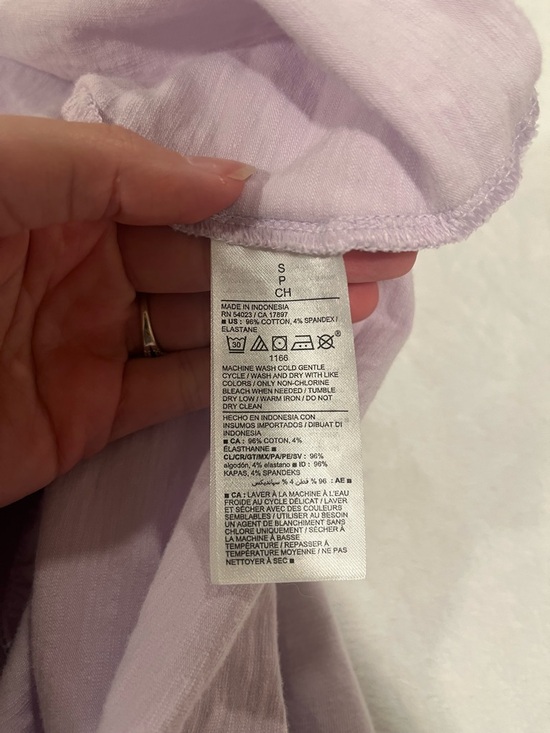 S
P
CH
MADE IN INDONESIA
RN 54023 / CA 17897
■ US : 96% COTTON, 4% SPANDEX /
ELASTANE
30
®
1166
MACHINE WASH COLD GENTLE
CYCLE / WASH AND DRY WITH LIKE
COLORS / ONLY NON-CHLORINE
BLEACH WHEN NEEDED / TUMBLE
DRY LOW / WARM IRON / DO NOT
DRY CLEAN
HECHO EN INDONESIA CON
INSUMOS IMPORTADOS / DIBUAT DI
INDONESIA
■ CA : 96% COTON, 4%
ÉLASTHANNE ■
CL/CR/GT/MX/PA/PE/SV : 96%
algodón, 4% elastano ■ ID : 96%
KAPAS, 4% SPANDEKS
■ AE : 96 % قطن 4 % سباندیكس
■ CA : LAVER À LA MACHINE À L'EAU
FROIDE AU CYCLE DÉLICAT / LAVER
ET SÉCHER AVEC DES COULEURS
SEMBLABLES / UTILISER AU BESOIN
UN AGENT DE BLANCHIMENT SANS
CHLORE UNIQUEMENT / SÉCHER À
LA MACHINE À BASSE
TEMPÉRATURE / REPASSER À
TEMPÉRATURE MOYENNE / NE PAS
NETTOYER À SEC ■